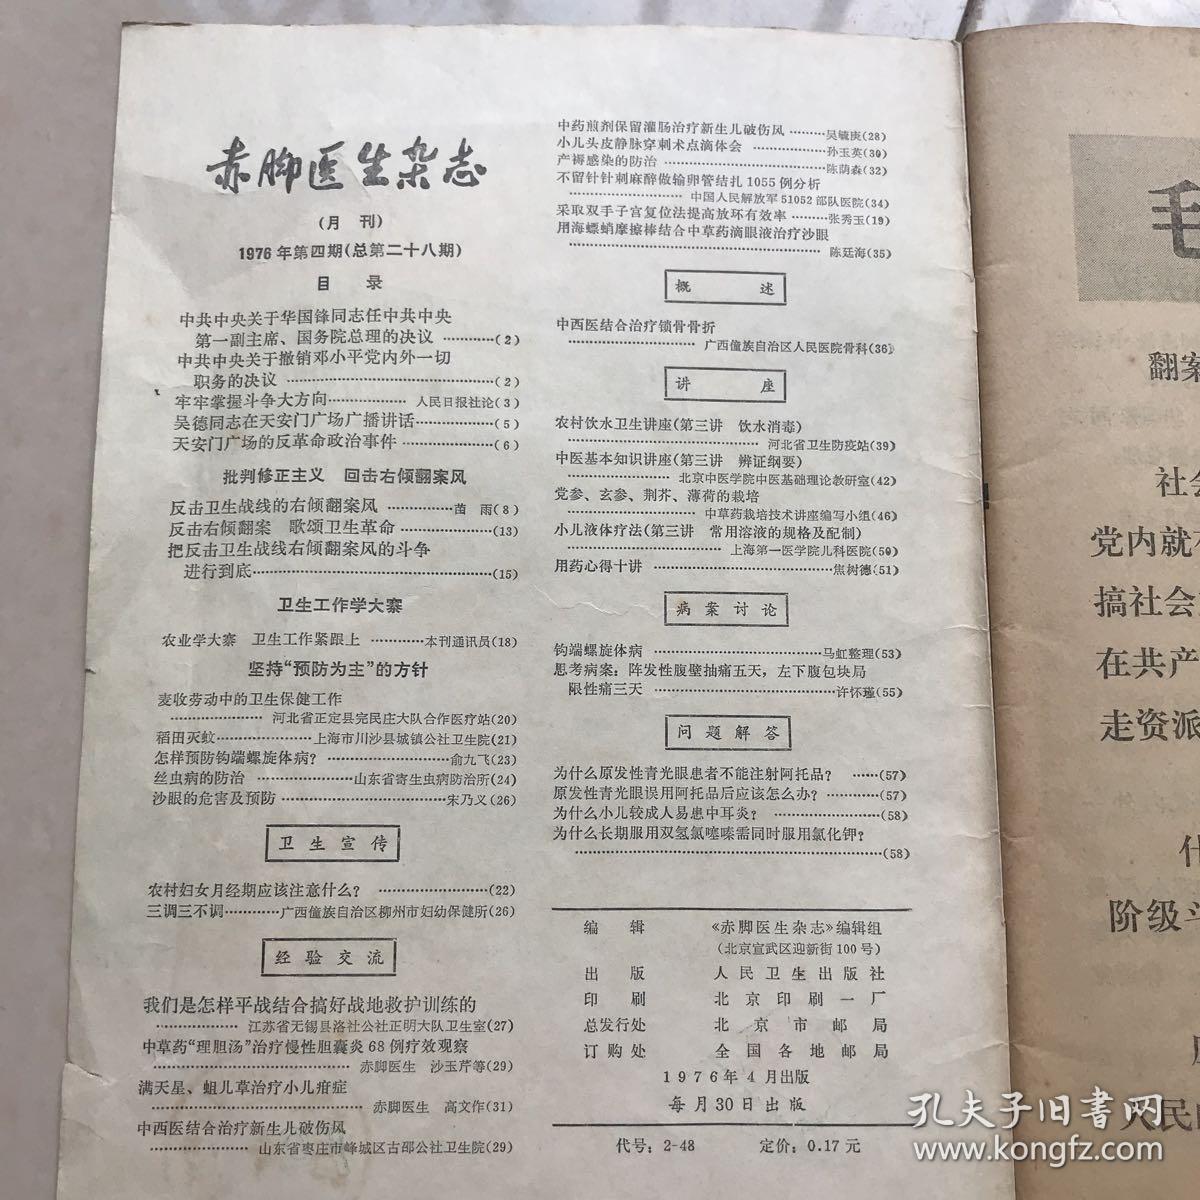 赤脚医生杂志
(月刊)
1976年第四期(总第二十八期)
目 录
中共中央关于华国锋同志任中共中央
第一副主席、国务院总理的决议 …………(2)
中共中央关于撤销邓小平党内外一切
职务的决议 …………………………(2)
牢牢掌握斗争大方向…………… 人民日报社论(3)
吴德同志在天安门广场广播讲话……………(5)
天安门广场的反革命政治事件 ……………(6)
批判修正主义 回击右倾翻案风
反击卫生战线的右倾翻案风 …………苗 雨(8)
反击右倾翻案 歌颂卫生革命 ……………(13)
把反击卫生战线右倾翻案风的斗争
进行到底……………………………(15)
卫生工作学大寨
农业学大寨 卫生工作紧跟上 ………本刊通讯员(18)
坚持“预防为主”的方针
麦收劳动中的卫生保健工作
…………河北省正定县完民庄大队合作医疗站(20)
稻田灭蚊………………上海市川沙县城镇公社卫生院(21)
怎样预防钩端螺旋体病? ………………俞九飞(23)
丝虫病的防治 …………山东省寄生虫病防治所(24)
沙眼的危害及预防 ……………………宋乃义(26)
卫生宣传
农村妇女月经期应该注意什么? ……………(22)
三调三不调………广西僮族自治区柳州市妇幼保健所(26)
经验交流
我们是怎样平战结合搞好战地救护训练的
…………江苏省无锡县洛社公社正明大队卫生室(27)
中草药“理胆汤”治疗慢性胆囊炎68例疗效观察
……………………赤脚医生 沙玉芹等(29)
满天星、蛆儿草治疗小儿疳症
……………………赤脚医生 高文作(31)
中西医结合治疗新生儿破伤风
…………山东省枣庄市峄城区古邵公社卫生院(29)
中药煎剂保留灌肠治疗新生儿破伤风 ………吴毓庚(28)
小儿头皮静脉穿刺术点滴体会 ……………孙玉英(30)
产褥感染的防治 ……………………陈荫森(32)
不留针针刺麻醉做输卵管结扎1055例分析
……………中国人民解放军51052部队医院(34)
采取双手子宫复位法提高放环有效率 ………张秀玉(19)
用海螵蛸摩擦棒结合中草药滴眼液治疗沙眼
………………………………陈廷海(35)
概述
中西医结合治疗锁骨骨折
……………广西僮族自治区人民医院骨科(36)
讲座
农村饮水卫生讲座(第三讲 饮水消毒)
……………………河北省卫生防疫站(39)
中医基本知识讲座(第三讲 辨证纲要)
……………北京中医学院中医基础理论教研室(42)
党参、玄参、荆芥、薄荷的栽培
……………中草药栽培技术讲座编写小组(46)
小儿液体疗法(第三讲 常用溶液的规格及配制)
……………上海第一医学院儿科医院(50)
用药心得十讲 ………………………焦树德(51)
病案讨论
钩端螺旋体病 ……………………马虹整理(53)
思考病案:阵发性腹壁抽痛五天,左下腹包块局
限性痛三天 ……………………许怀瑾(55)
问题解答
为什么原发性青光眼患者不能注射阿托品? ……(57)
原发性青光眼误用阿托品后应该怎么办? …………(57)
为什么小儿较成人易患中耳炎? ………………(58)
为什么长期服用双氢氯噻嗪需同时服用氯化钾?
…………………………………………(58)
编 辑 《赤脚医生杂志》编辑组
(北京宣武区迎新街100号)
出 版 人民卫生出版社
印 刷 北京印刷一厂
总发行处 北京市邮局
订购处 全国各地邮局
1976年4月出版
每月30日出版
代号:2-48 定价:0.17元
毛
翻案
社会
党内就
搞社会
在共产
走资派
什
阶级
人民
孔夫子旧书网
www.kongfz.com